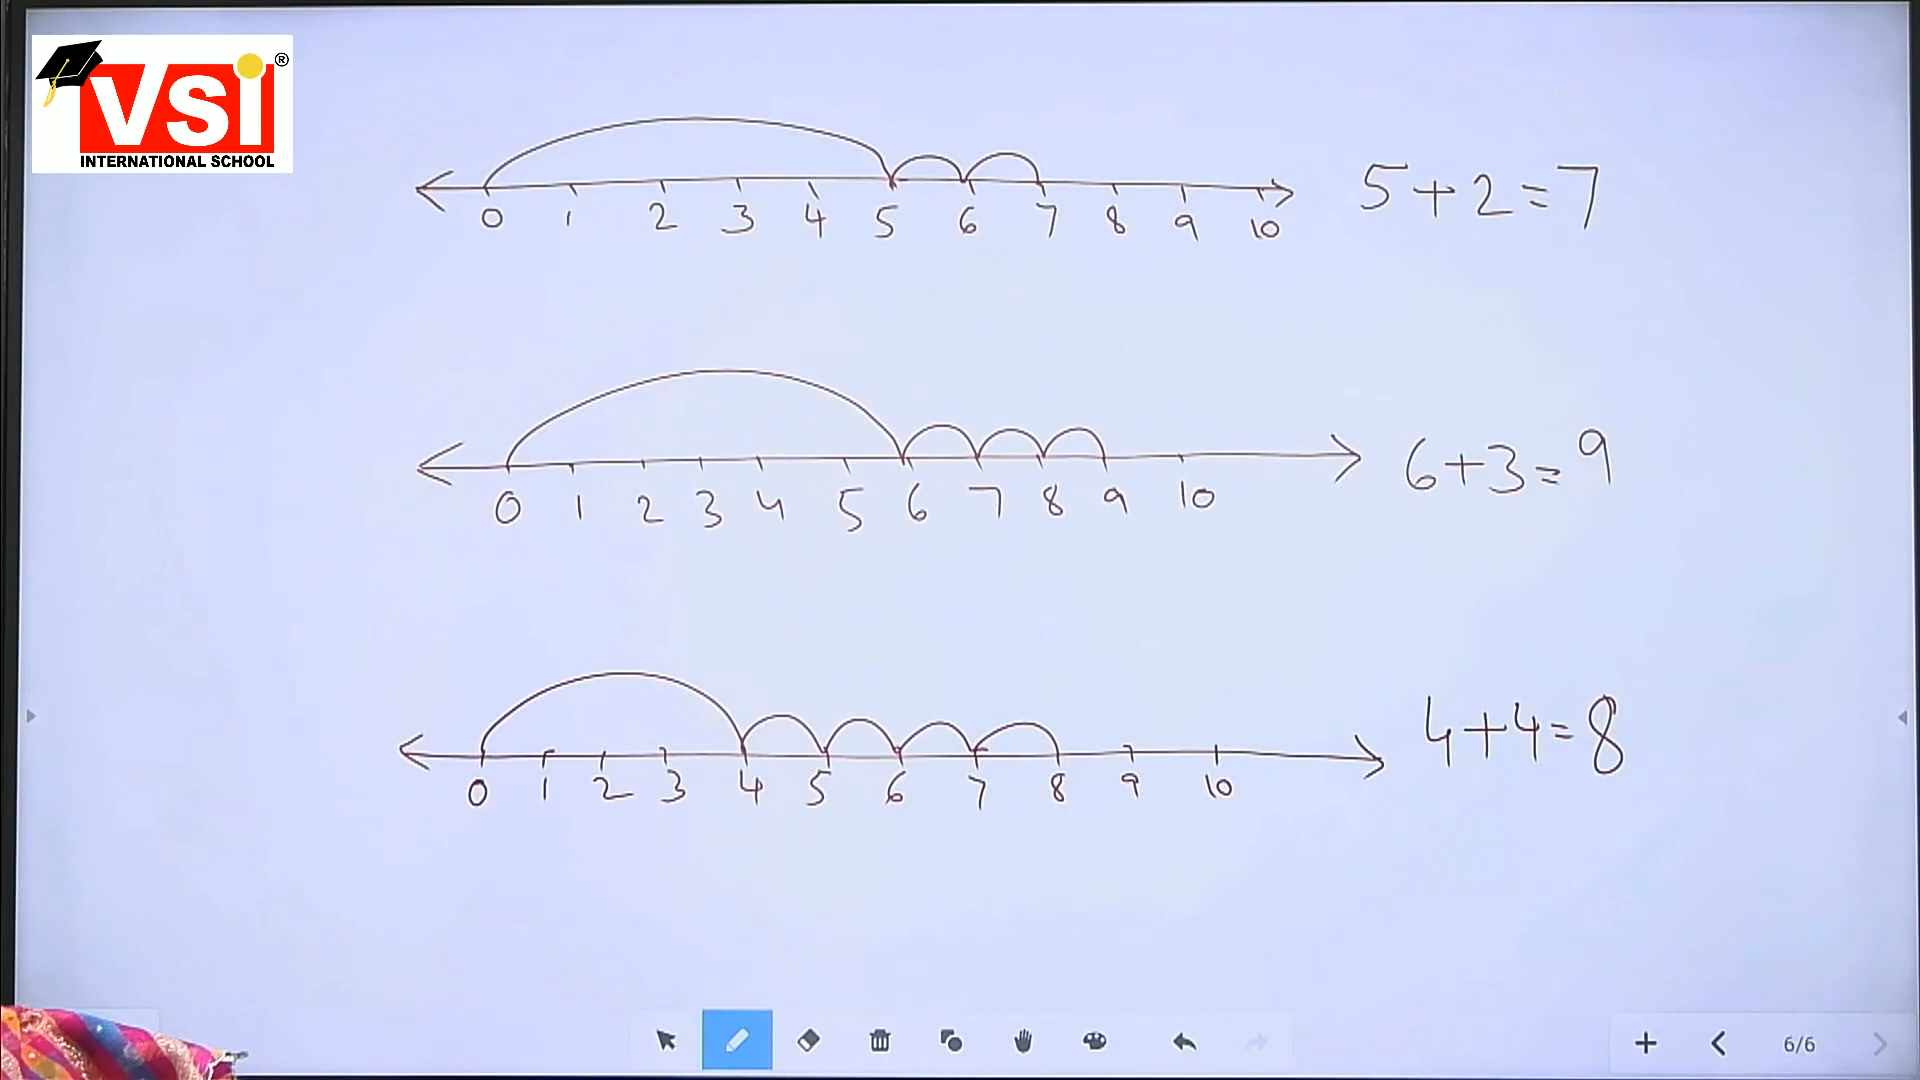 VSI ®
INTERNATIONAL SCHOOL
0 1 2 3 4 5 6 7 8 9 10
5+2=7
0 1 2 3 4 5 6 7 8 9 10
6+3=9
0 1 2 3 4 5 6 7 8 9 10
4+4=8
6/6